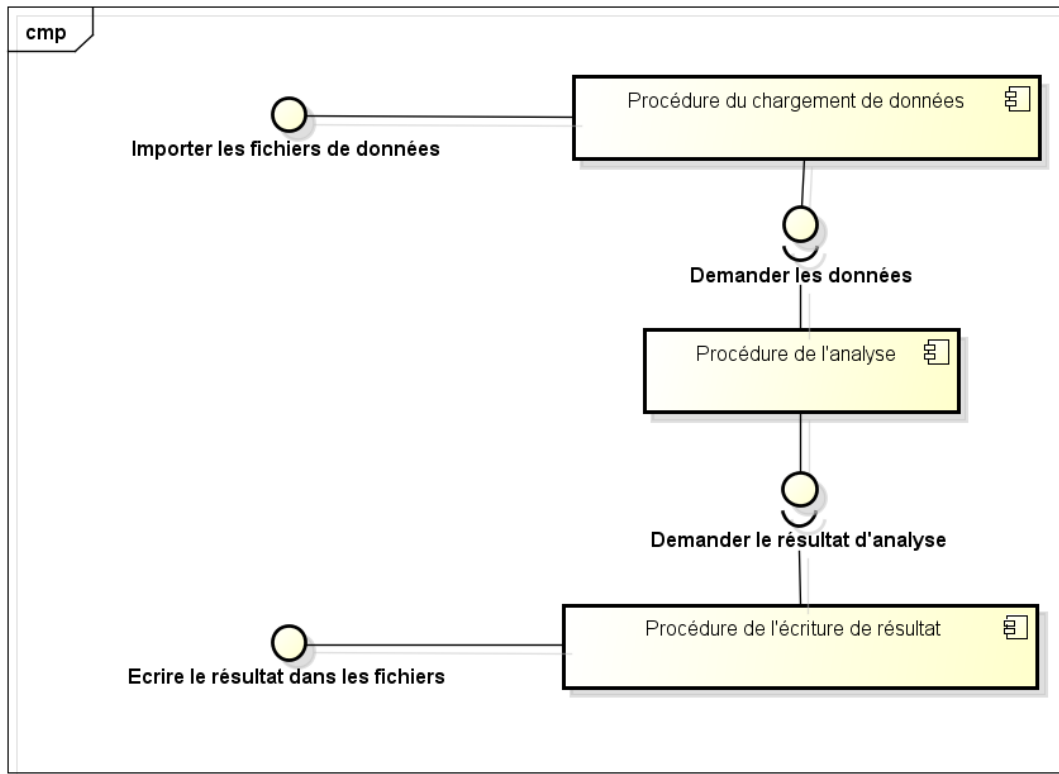 cmp
Procédure du chargement de données
Importer les fichiers de données
Demander les données
Procédure de l'analyse
Demander le résultat d'analyse
Procédure de l'écriture de résultat
Ecrire le résultat dans les fichiers